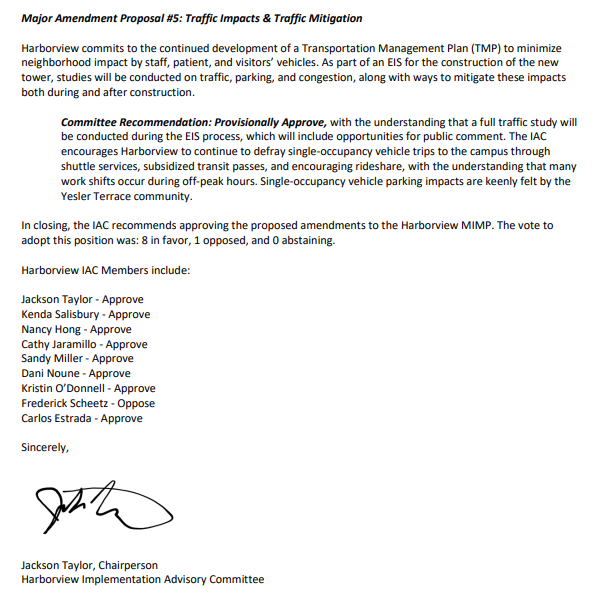 Major Amendment Proposal #5: Traffic Impacts & Traffic Mitigation
Harborview commits to the continued development of a Transportation Management Plan (TMP) to minimize
neighborhood impact by staff, patient, and visitors’ vehicles. As part of an EIS for the construction of the new
tower, studies will be conducted on traffic, parking, and congestion, along with ways to mitigate these impacts
both during and after construction.
Committee Recommendation: Provisionally Approve, with the understanding that a full traffic study will
be conducted during the EIS process, which will include opportunities for public comment. The IAC
encourages Harborview to continue to defray single-occupancy vehicle trips to the campus through
shuttle services, subsidized transit passes, and encouraging rideshare, with the understanding that many
work shifts occur during off-peak hours. Single-occupancy vehicle parking impacts are keenly felt by the
Yesler Terrace community.
In closing, the IAC recommends approving the proposed amendments to the Harborview MIMP. The vote to
adopt this position was: 8 in favor, 1 opposed, and 0 abstaining.
Harborview IAC Members include:
Jackson Taylor - Approve
Kenda Salisbury - Approve
Nancy Hong - Approve
Cathy Jaramillo - Approve
Sandy Miller - Approve
Dani Noune - Approve
Kristin O’Donnell - Approve
Frederick Scheetz - Oppose
Carlos Estrada - Approve
Sincerely,
Jackson Taylor, Chairperson
Harborview Implementation Advisory Committee